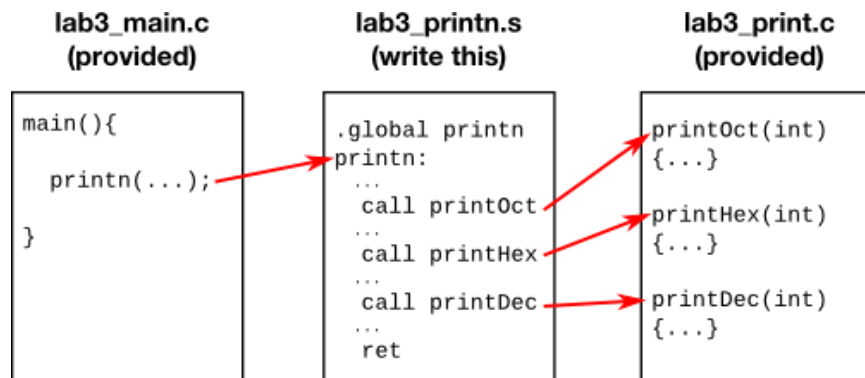 lab3_main.c
(provided)
main(){
printn(...);
}
lab3_printn.s
(write this)
.global printn
printn:
...
call printOct
...
call printHex
...
call printDec
...
ret
lab3_print.c
(provided)
printOct(int)
{...}
printHex(int)
{...}
printDec(int)
{...}